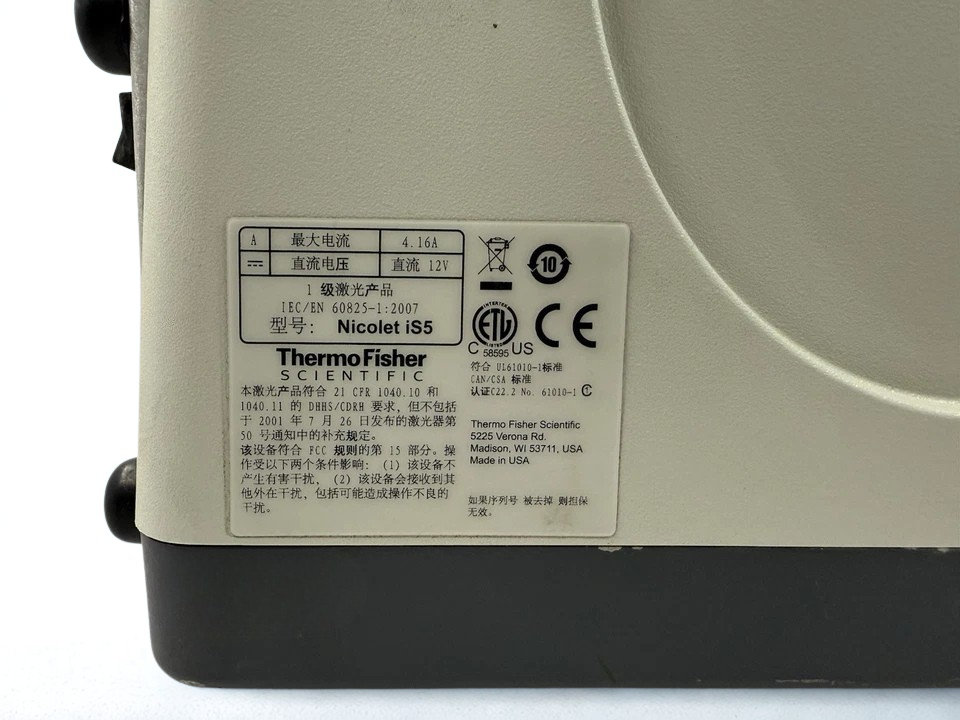 A 最大电流 4.16A
直流电压 直流 12V
1 级激光产品
IEC/EN 60825-1:2007
型号: Nicolet iS5
ThermoFisher
SCIENTIFIC
本激光产品符合 21 CFR 1040.10 和
1040.11 的 DHHS/CDRH 要求，但不包括
于 2001 年 7 月 26 日发布的激光器第
50 号通知中的补充规定。
该设备符合 FCC 规则的第 15 部分。操
作受以下两个条件影响: (1) 该设备不
产生有害干扰，(2) 该设备会接收到其
他外在干扰，包括可能造成操作不良的
干扰。
10
INTERTEK
ETL
LISTED
C US
58595
CE
符合 UL61010-1标准
CAN/CSA 标准
认证C22.2 No. 61010-1
Thermo Fisher Scientific
5225 Verona Rd.
Madison, WI 53711, USA
Made in USA
如果序列号 被去掉 则担保
无效。